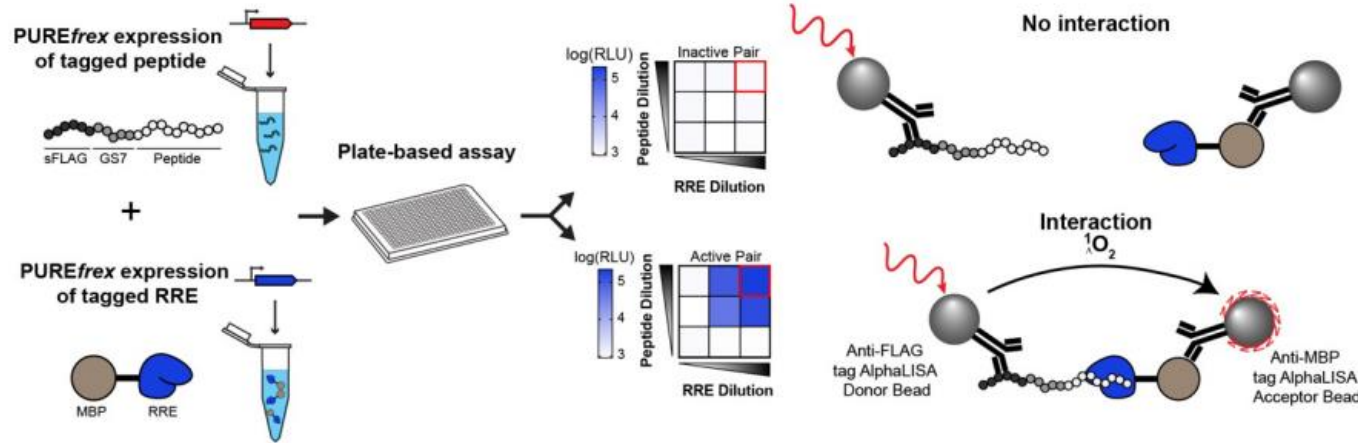 PUREfrex expression
of tagged peptide
sFLAG GS7 Peptide
+
PUREfrex expression
of tagged RRE
MBP RRE
Plate-based assay
log(RLU)
5
4
3
Inactive Pair
Peptide Dilution
RRE Dilution
log(RLU)
5
4
3
Active Pair
Peptide Dilution
RRE Dilution
No interaction
Interaction
¹O₂
Anti-FLAG
tag AlphaLISA
Donor Bead
Anti-MBP
tag AlphaLISA
Acceptor Bead